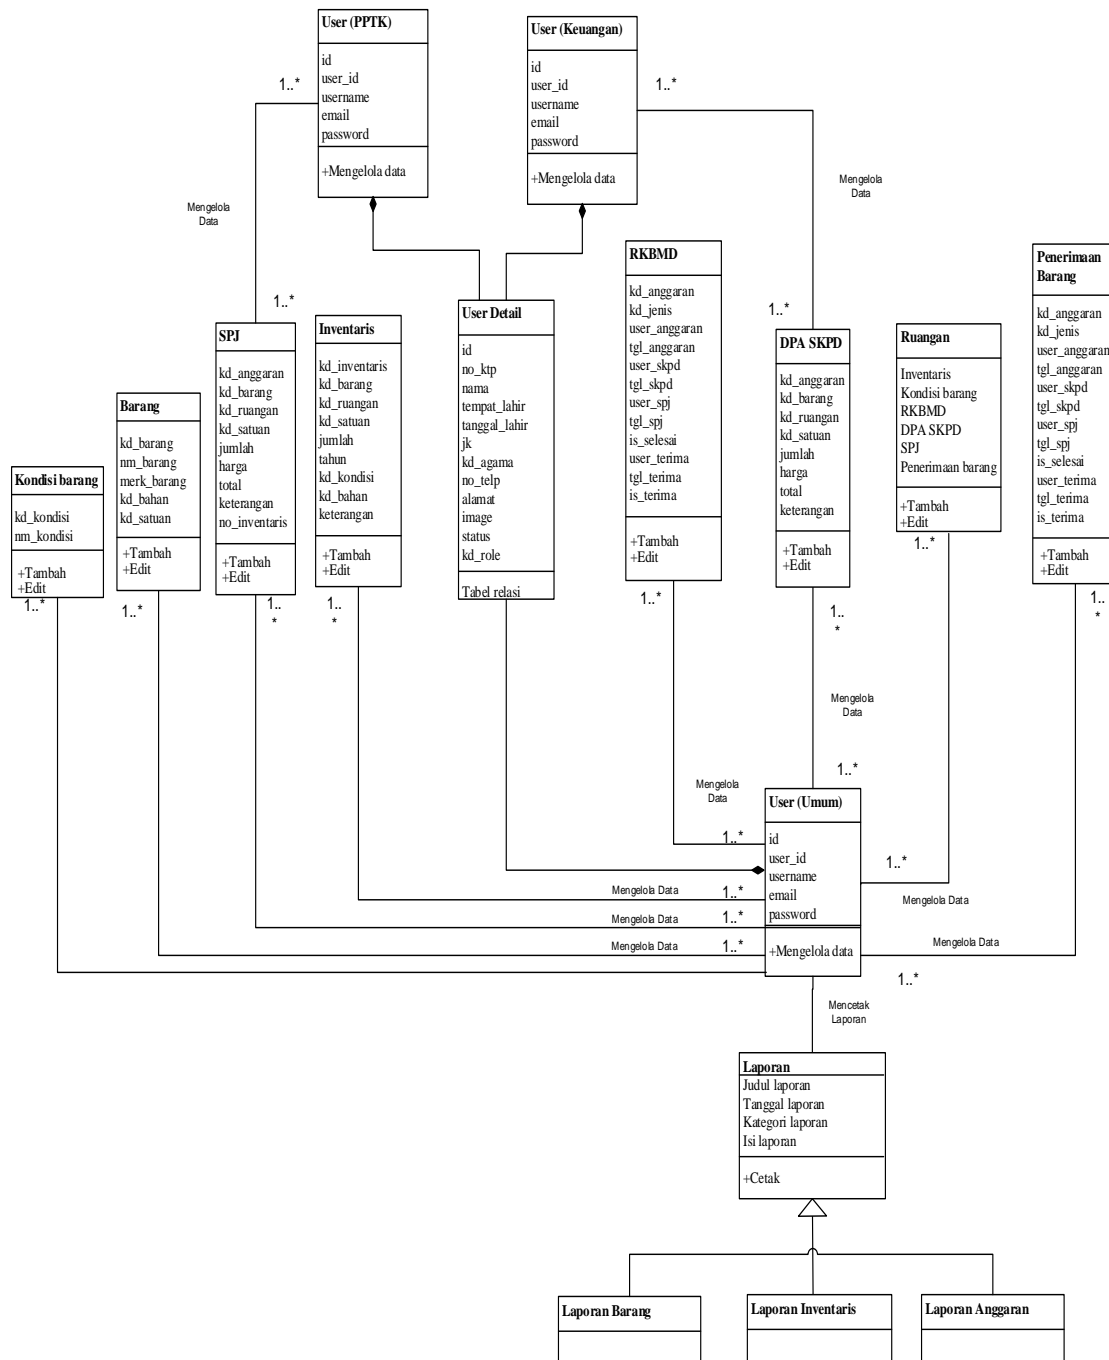 User (PPTK)
id
user_id
username
email
password
+Mengelola data
User (Keuangan)
id
user_id
username
email
password
+Mengelola data
1..*
1..*
Mengelola
Data
Mengelola
Data
1..*
1..*
Kondisi barang
kd_kondisi
nm_kondisi
+Tambah
+Edit
1..*
Barang
kd_barang
nm_barang
merk_barang
kd_bahan
kd_satuan
+Tambah
+Edit
1..*
SPJ
kd_anggaran
kd_barang
kd_ruangan
kd_satuan
jumlah
harga
total
keterangan
no_inventaris
+Tambah
+Edit
1..
*
Inventaris
kd_inventaris
kd_barang
kd_ruangan
kd_satuan
jumlah
tahun
kd_kondisi
kd_bahan
keterangan
+Tambah
+Edit
1..
*
User Detail
id
no_ktp
nama
tempat_lahir
tanggal_lahir
jk
kd_agama
no_telp
alamat
image
status
kd_role
Tabel relasi
RKBMD
kd_anggaran
kd_jenis
user_anggaran
tgl_anggaran
user_skpd
tgl_skpd
user_spj
tgl_spj
is_selesai
user_terima
tgl_terima
is_terima
+Tambah
+Edit
1..*
DPA SKPD
kd_anggaran
kd_barang
kd_ruangan
kd_satuan
jumlah
harga
total
keterangan
+Tambah
+Edit
1..
*
Ruangan
Inventaris
Kondisi barang
RKBMD
DPA SKPD
SPJ
Penerimaan barang
+Tambah
+Edit
1..*
Penerimaan
Barang
kd_anggaran
kd_jenis
user_anggaran
tgl_anggaran
user_skpd
tgl_skpd
user_spj
tgl_spj
is_selesai
user_terima
tgl_terima
is_terima
+Tambah
+Edit
1..
*
Mengelola
Data
1..*
Mengelola
Data
1..*
User (Umum)
id
user_id
username
email
password
+Mengelola data
1..*
Mengelola Data
Mengelola Data
1..*
Mengelola Data
1..*
Mengelola Data
1..*
Mengelola Data
1..*
Mencetak
Laporan
Laporan
Judul laporan
Tanggal laporan
Kategori laporan
Isi laporan
+Cetak
Laporan Barang
Laporan Inventaris
Laporan Anggaran